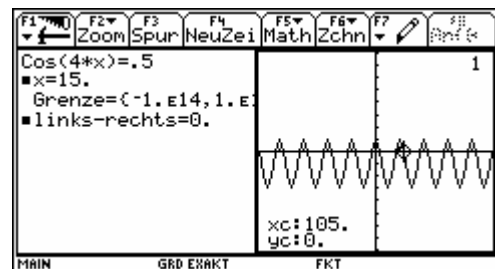 F1 F2 Zoom F3 Spur F4 NeuZei F5 Math F6 Zchn F7
Cos(4*x)=.5
▪x=15.
Grenze={-1.E14,1.E
▪links-rechts=0.
1
xc:105.
yc:0.
MAIN GRD EXAKT FKT